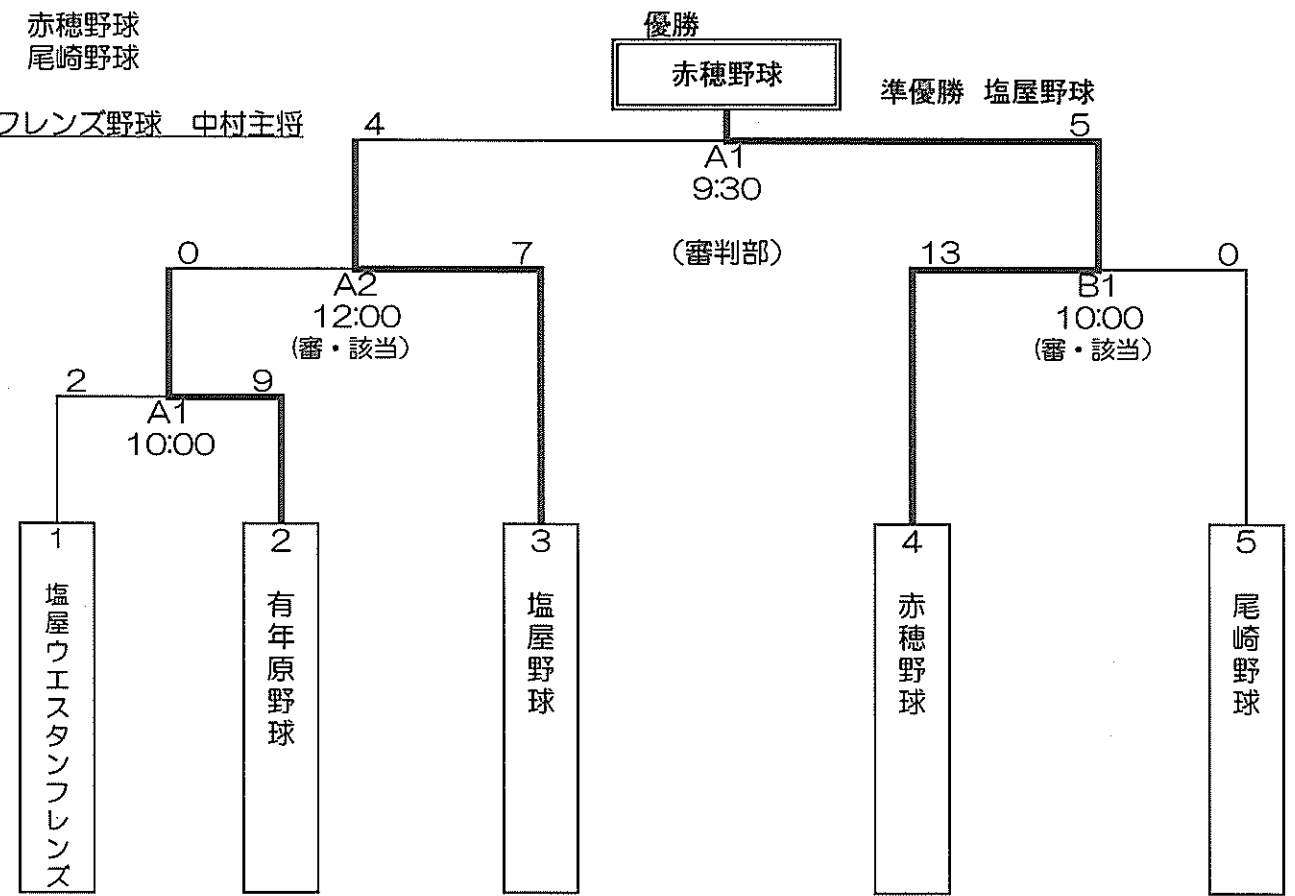 赤穂野球
尾崎野球
フレンズ野球　中村主将
優勝
赤穂野球
準優勝 塩屋野球
4
5
A1
9:30
(審判部)
0
7
A2
12:00
(審・該当)
13
0
B1
10:00
(審・該当)
2
9
A1
10:00
1
塩屋ウエスタンフレンズ
2
有年原野球
3
塩屋野球
4
赤穂野球
5
尾崎野球